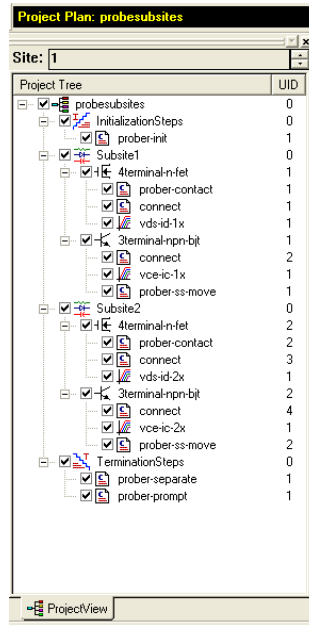 Project Plan: probesubsites
Site: 1
Project Tree UID
probesubsites 0
InitializationSteps 0
prober-init 1
Subsite1 0
4terminal-n-fet 1
prober-contact 1
connect 1
vds-id-1x 1
3terminal-npn-bjt 1
connect 2
vce-ic-1x 1
prober-ss-move 1
Subsite2 0
4terminal-n-fet 2
prober-contact 2
connect 3
vds-id-2x 1
3terminal-npn-bjt 2
connect 4
vce-ic-2x 1
prober-ss-move 2
TerminationSteps 0
prober-separate 1
prober-prompt 1
ProjectView